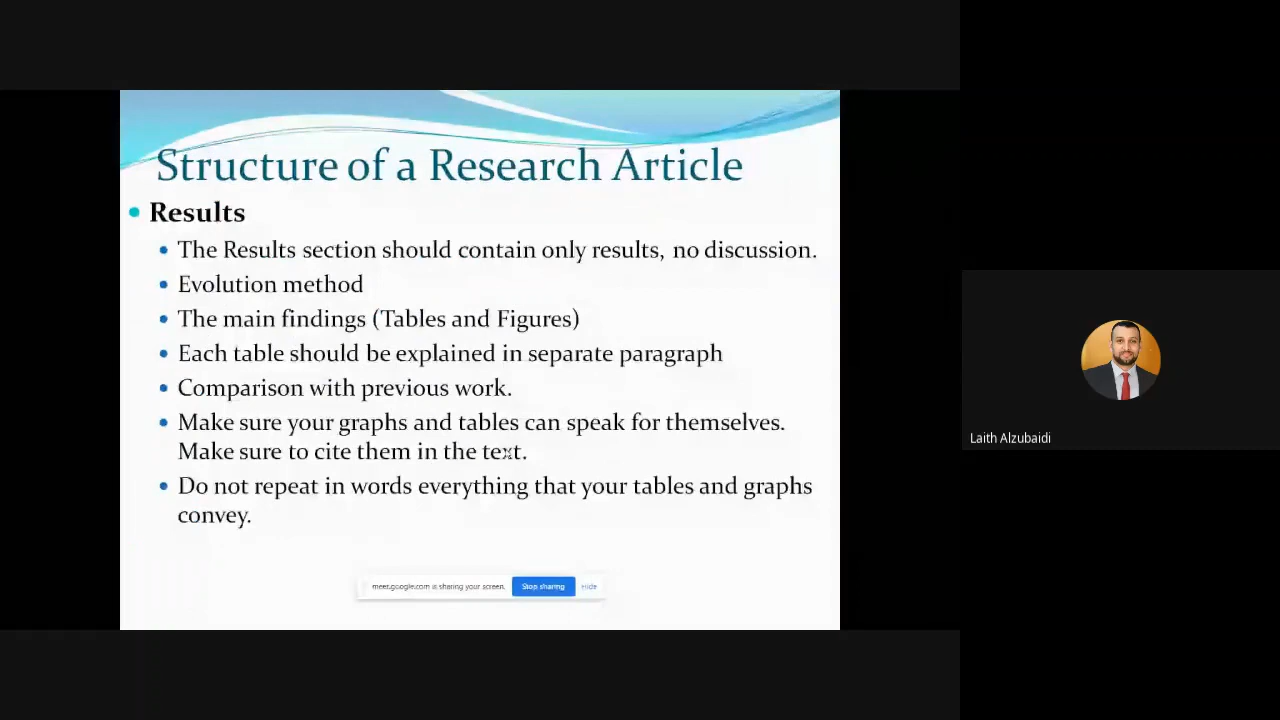 Structure of a Research Article
Results
The Results section should contain only results, no discussion.
Evolution method
The main findings (Tables and Figures)
Each table should be explained in separate paragraph
Comparison with previous work.
Make sure your graphs and tables can speak for themselves.
Make sure to cite them in the text.
Do not repeat in words everything that your tables and graphs
convey.
meet.google.com is sharing your screen.
Stop sharing
Hide
Laith Alzubaidi